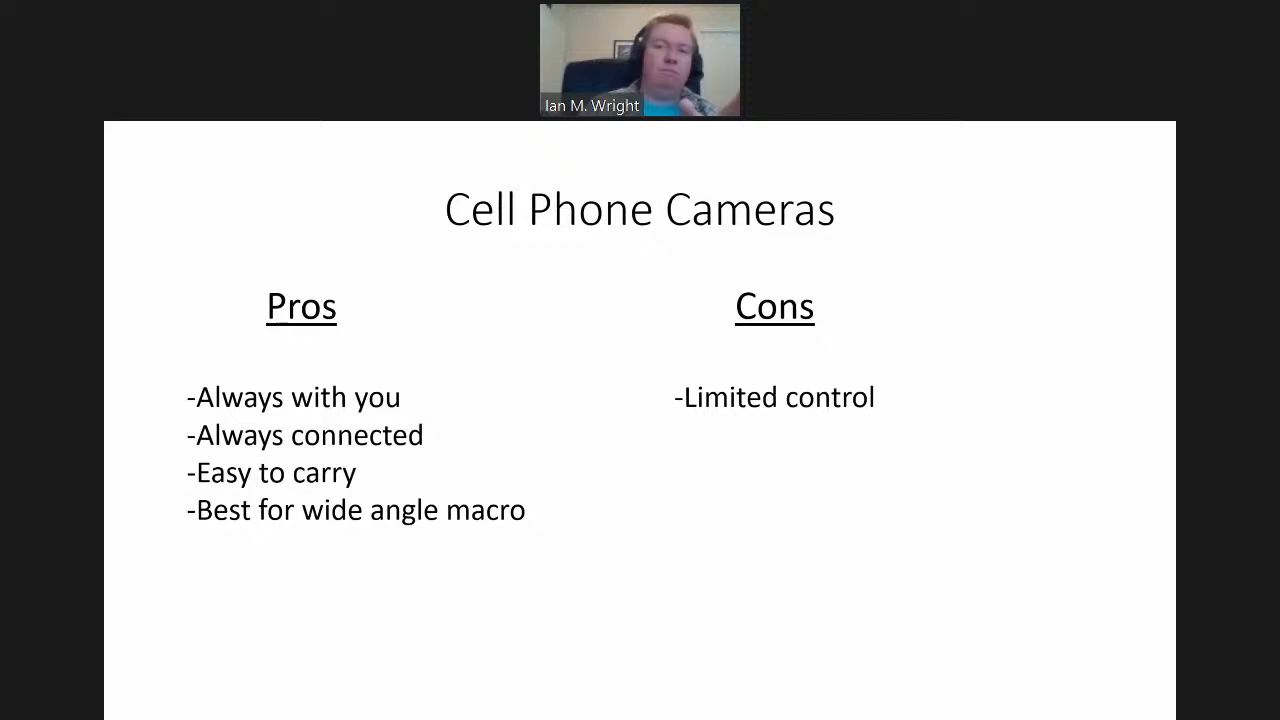 Ian M. Wright
Cell Phone Cameras
Pros
Cons
-Always with you
-Always connected
-Easy to carry
-Best for wide angle macro
-Limited control